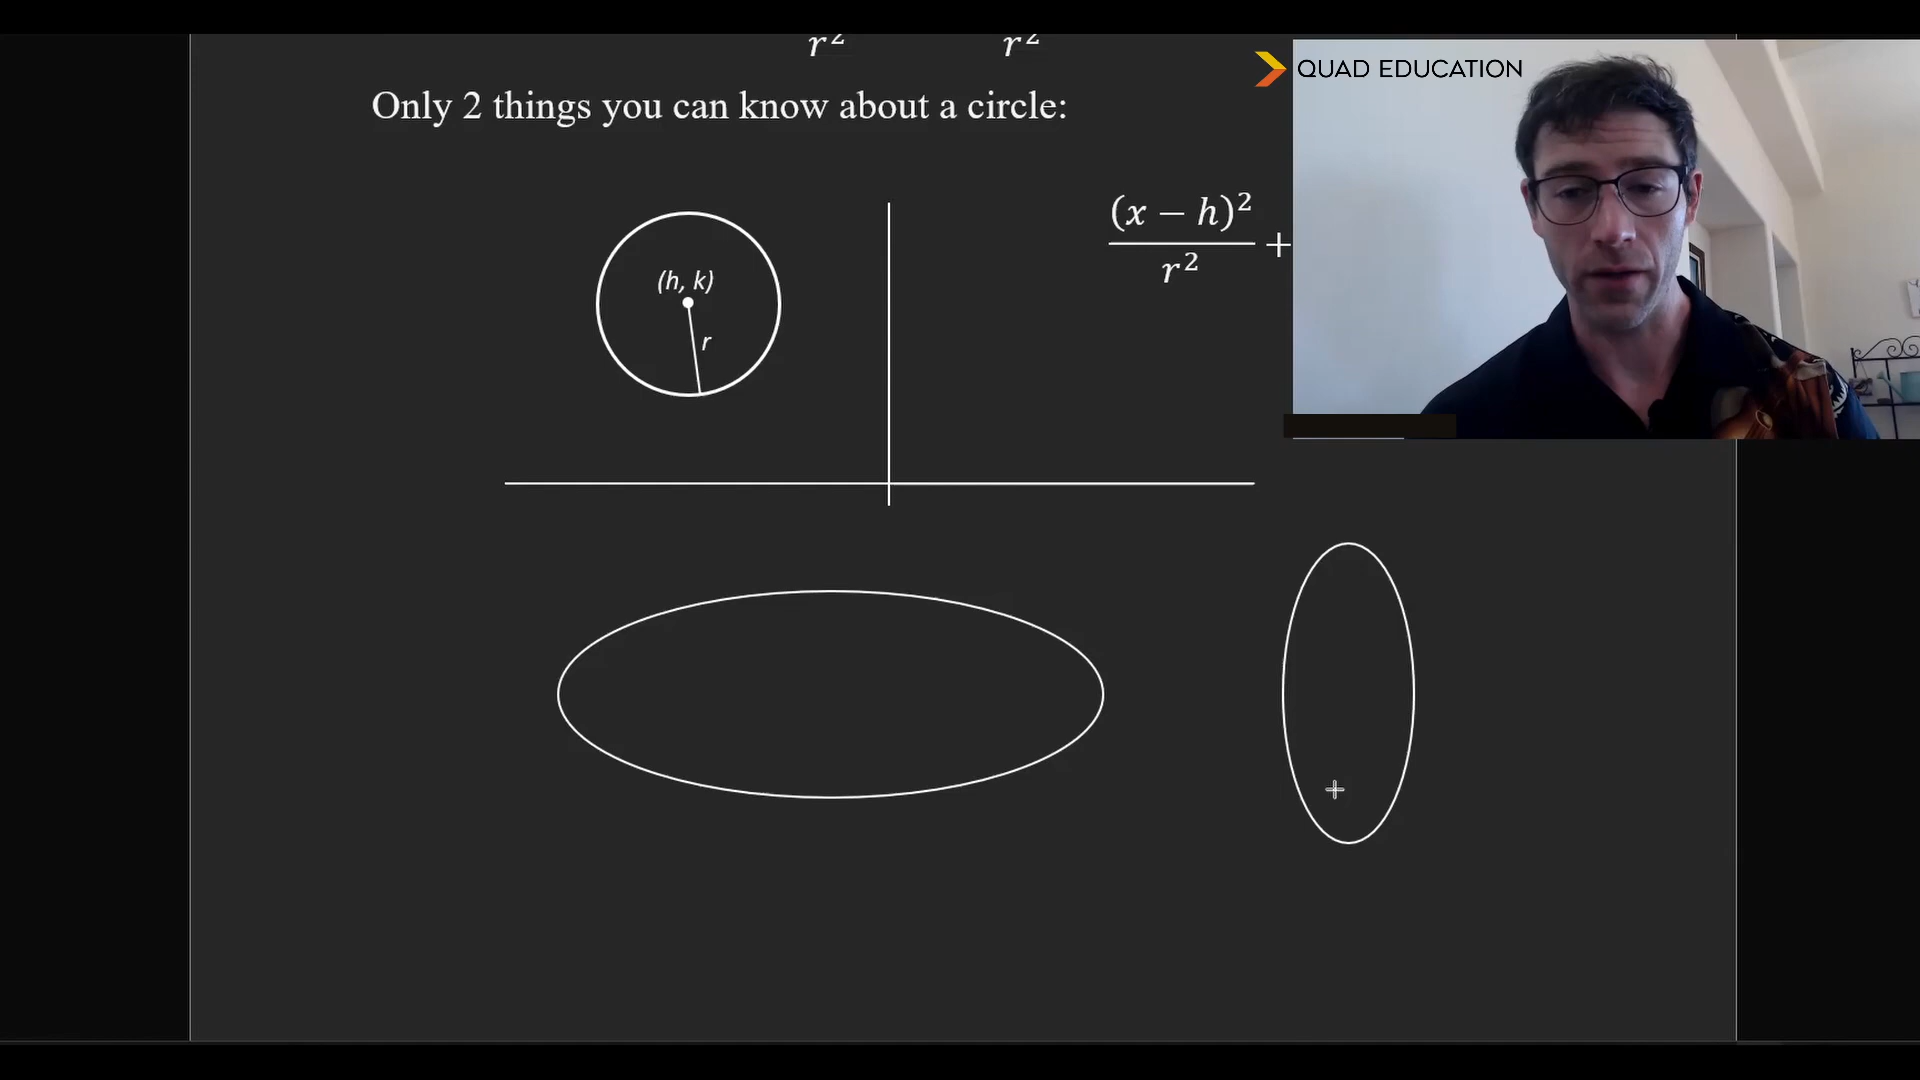 r² r²
QUAD EDUCATION
Only 2 things you can know about a circle:
(x − h)²
r²
+
(h, k)
r